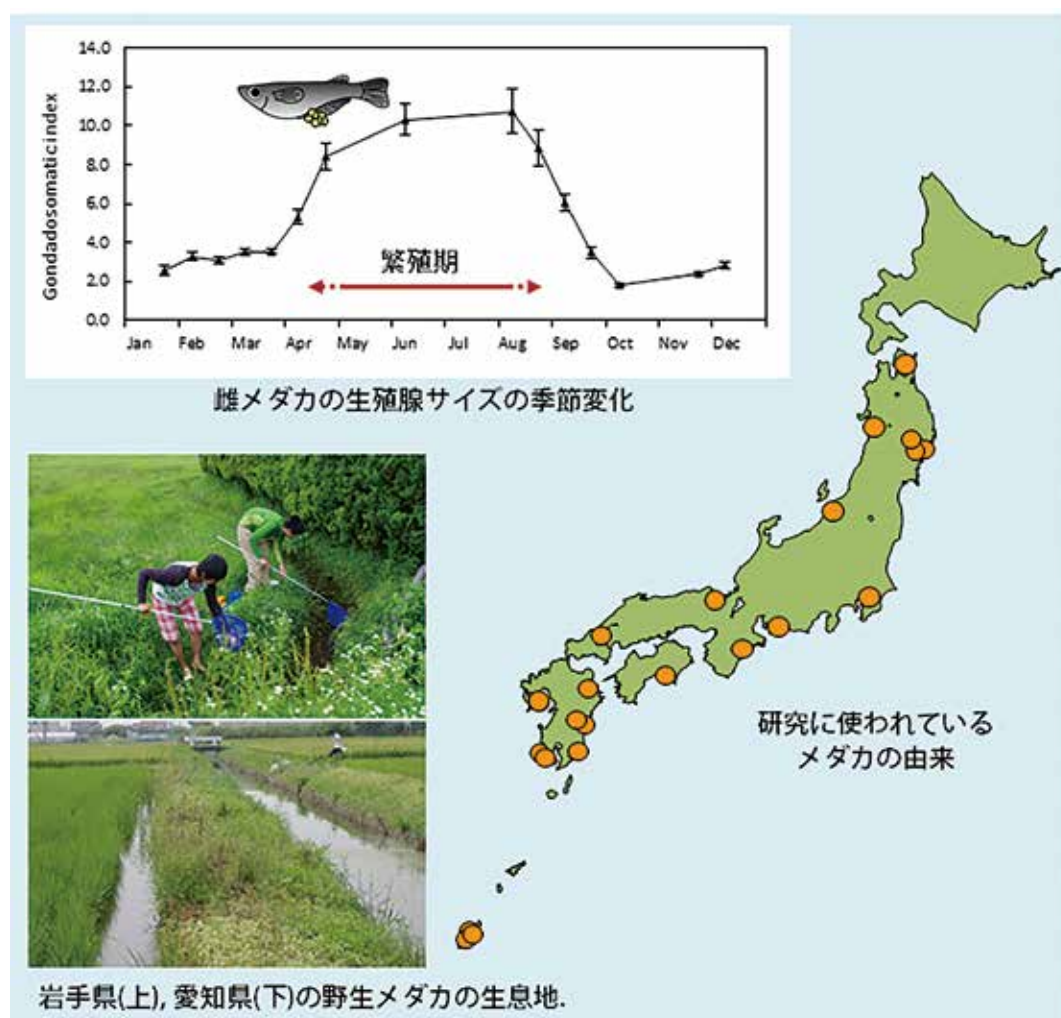 14.0
12.0
10.0
8.0
6.0
4.0
2.0
0.0
Gondadosomatic index
繁殖期
Jan Feb Mar Apr May Jun Jul Aug Sep Oct Nov Dec
雌メダカの生殖腺サイズの季節変化
研究に使われている
メダカの由来
岩手県(上), 愛知県(下)の野生メダカの生息地.